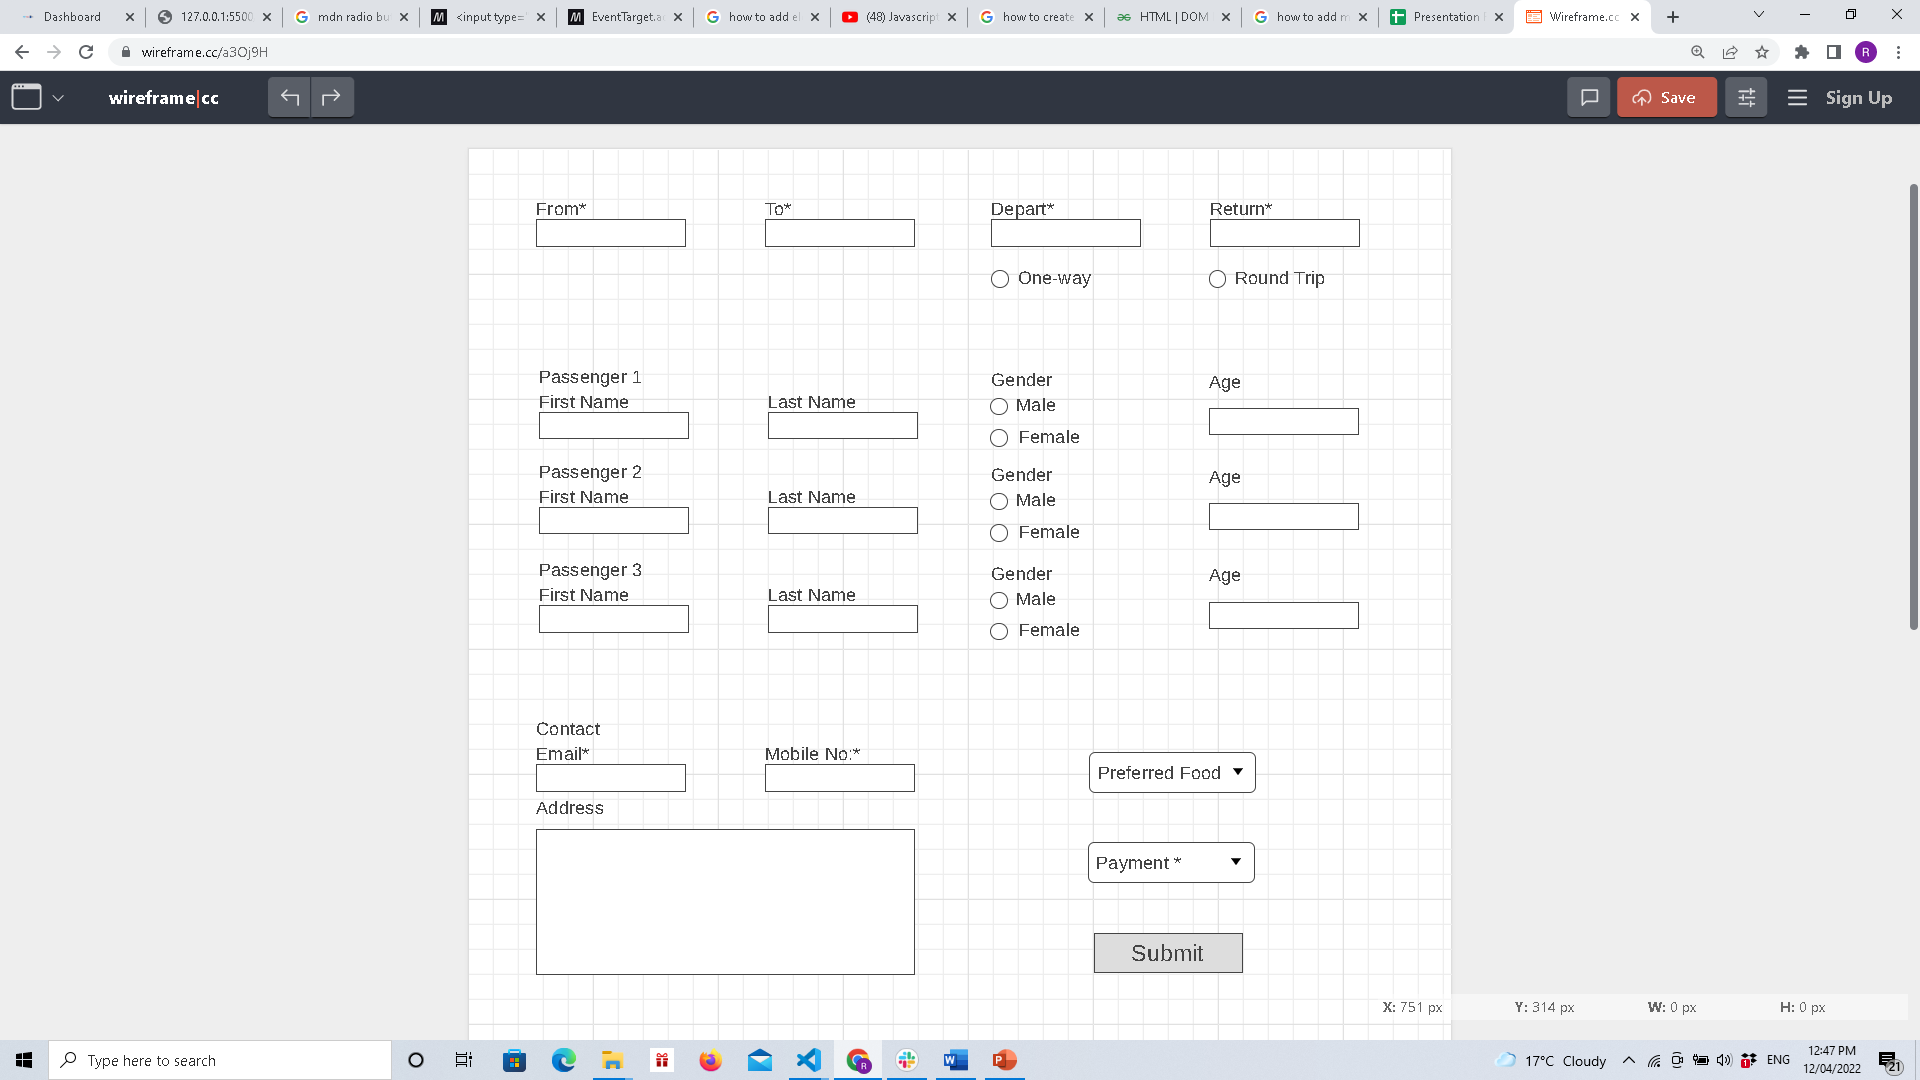 Dashboard
127.0.0.1:5500
mdn radio bu
<input type=
EventTarget.a
how to add el
(48) Javascript
how to create
HTML | DOM
how to add m
Presentation
Wireframe.cc
wireframe.cc/a3Oj9H
R
wireframe|cc
Save
Sign Up
From* To* Depart* Return*
One-way Round Trip
Passenger 1 Gender Age
First Name Last Name Male
Female
Passenger 2 Gender Age
First Name Last Name Male
Female
Passenger 3 Gender Age
First Name Last Name Male
Female
Contact
Email* Mobile No:*
Preferred Food
Address
Payment *
Submit
X: 751 px Y: 314 px W: 0 px H: 0 px
Type here to search
17°C Cloudy
ENG
12:47 PM
12/04/2022
21